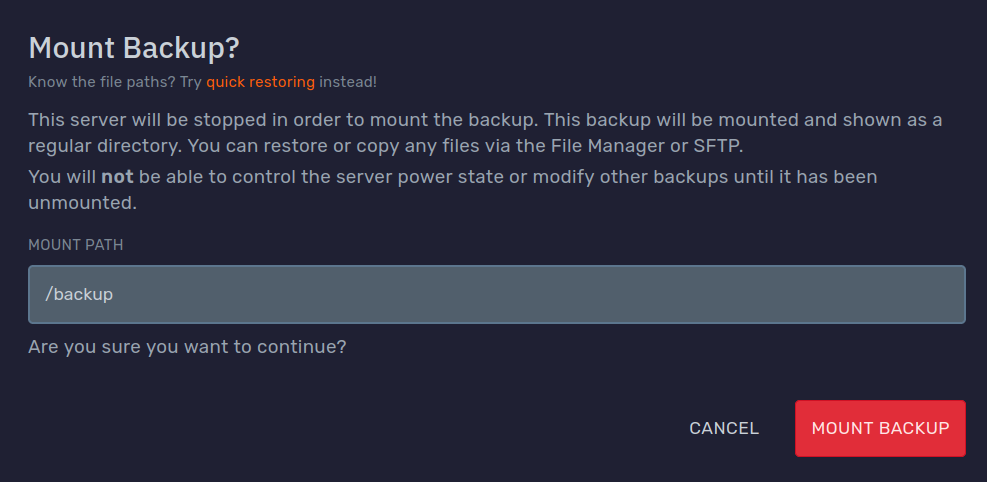 Mount Backup?
Know the file paths? Try quick restoring instead!
This server will be stopped in order to mount the backup. This backup will be mounted and shown as a
regular directory. You can restore or copy any files via the File Manager or SFTP.
You will not be able to control the server power state or modify other backups until it has been
unmounted.
MOUNT PATH
/backup
Are you sure you want to continue?
CANCEL MOUNT BACKUP